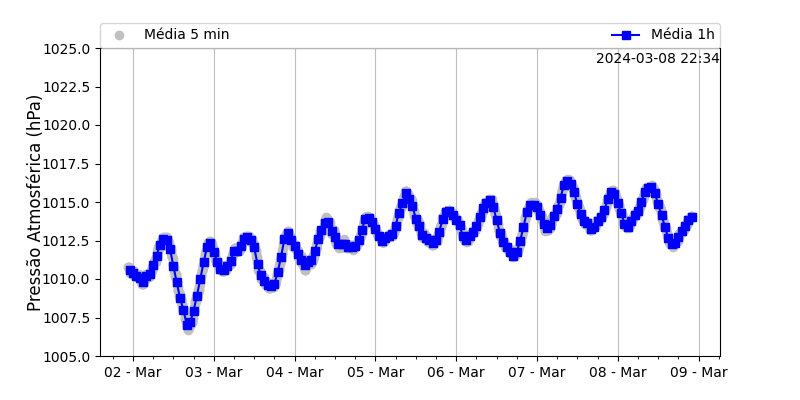 Média 5 min
Média 1h
2024-03-08 22:34
Pressão Atmosférica (hPa)
1025.0
1022.5
1020.0
1017.5
1015.0
1012.5
1010.0
1007.5
1005.0
02 - Mar
03 - Mar
04 - Mar
05 - Mar
06 - Mar
07 - Mar
08 - Mar
09 - Mar